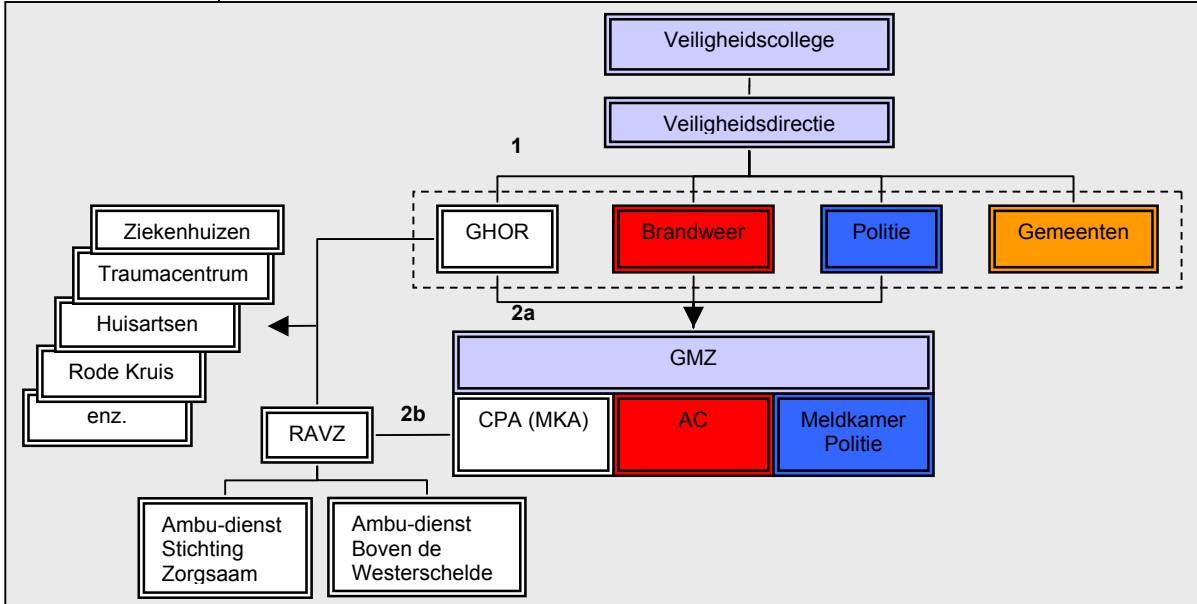 Veiligheidscollege
Veiligheidsdirectie
1
GHOR
Brandweer
Politie
Gemeenten
Ziekenhuizen
Traumacentrum
Huisartsen
Rode Kruis
enz.
2a
GMZ
CPA (MKA)
AC
Meldkamer
Politie
2b
RAVZ
Ambu-dienst
Stichting
Zorgsaam
Ambu-dienst
Boven de
Westerschelde